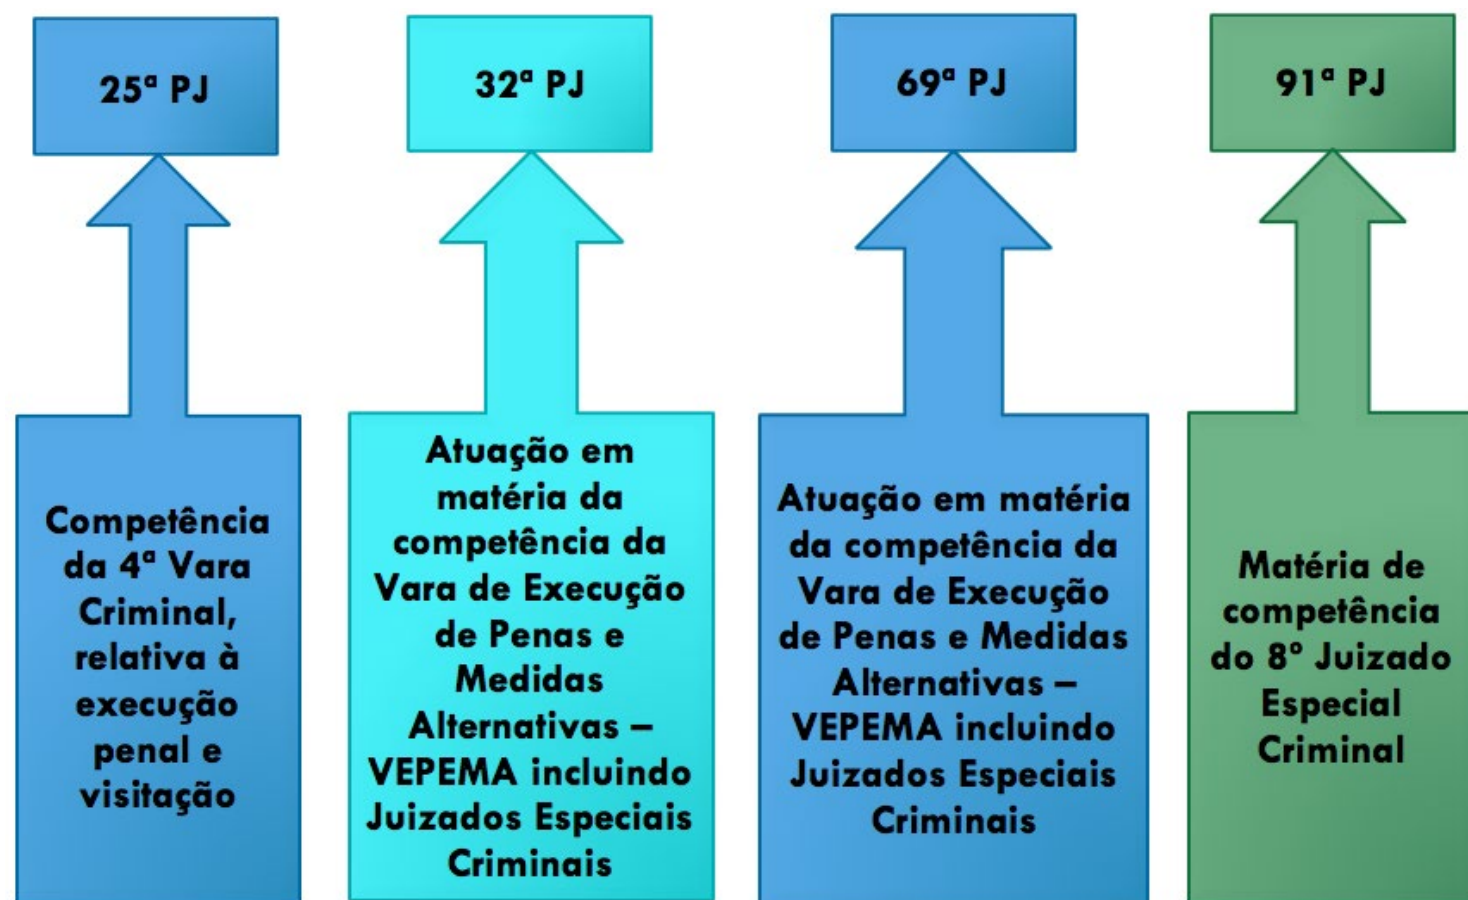 25ª PJ
32ª PJ
69ª PJ
91ª PJ
Competência
da 4ª Vara
Criminal,
relativa à
execução
penal e
visitação
Atuação em
matéria da
competência da
Vara de Execução
de Penas e
Medidas
Alternativas –
VEPEMA incluindo
Juizados Especiais
Criminais
Atuação em matéria
da competência da
Vara de Execução
de Penas e Medidas
Alternativas –
VEPEMA incluindo
Juizados Especiais
Criminais
Matéria de
competência
do 8º Juizado
Especial
Criminal